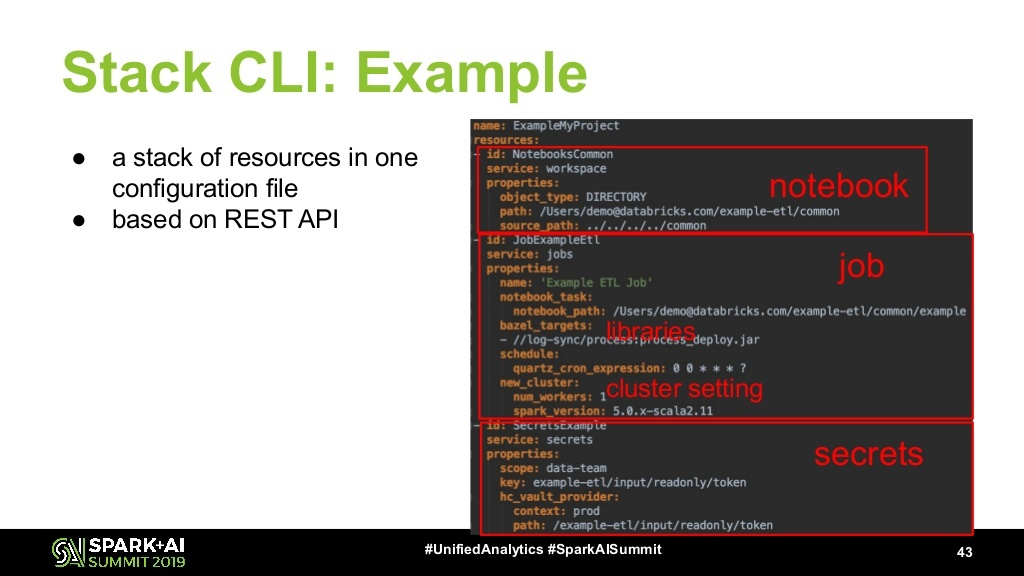 Stack CLI: Example
● a stack of resources in one
configuration file
● based on REST API
name: ExampleMyProject
resources:
- id: NotebooksCommon
service: workspace
properties:
object_type: DIRECTORY
path: /Users/demo@databricks.com/example-etl/common
source_path: ../../../../common
notebook
- id: JobExampleEtl
service: jobs
properties:
name: 'Example ETL Job'
notebook_task:
notebook_path: /Users/demo@databricks.com/example-etl/common/example
bazel_targets:
- //log-sync/process:process_deploy.jar
schedule:
quartz_cron_expression: 0 0 * * * ?
new_cluster:
num_workers: 1
spark_version: 5.0.x-scala2.11
job
libraries
cluster setting
- id: SecretsExample
service: secrets
properties:
scope: data-team
key: example-etl/input/readonly/token
hc_vault_provider:
context: prod
path: /example-etl/input/readonly/token
secrets
SPARK+AI
SUMMIT 2019
#UnifiedAnalytics #SparkAISummit
43